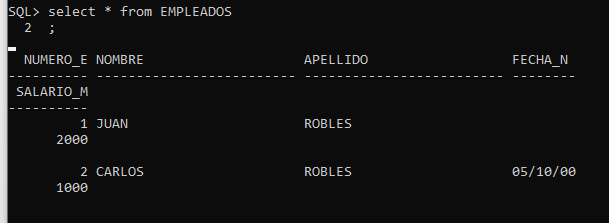 SQL> select * from EMPLEADOS
  2  ;

  NUMERO_E NOMBRE                    APELLIDO                  FECHA_N
---------- ------------------------- ------------------------- --------
 SALARIO_M
----------
         1 JUAN                      ROBLES
      2000

         2 CARLOS                    ROBLES                    05/10/00
      1000